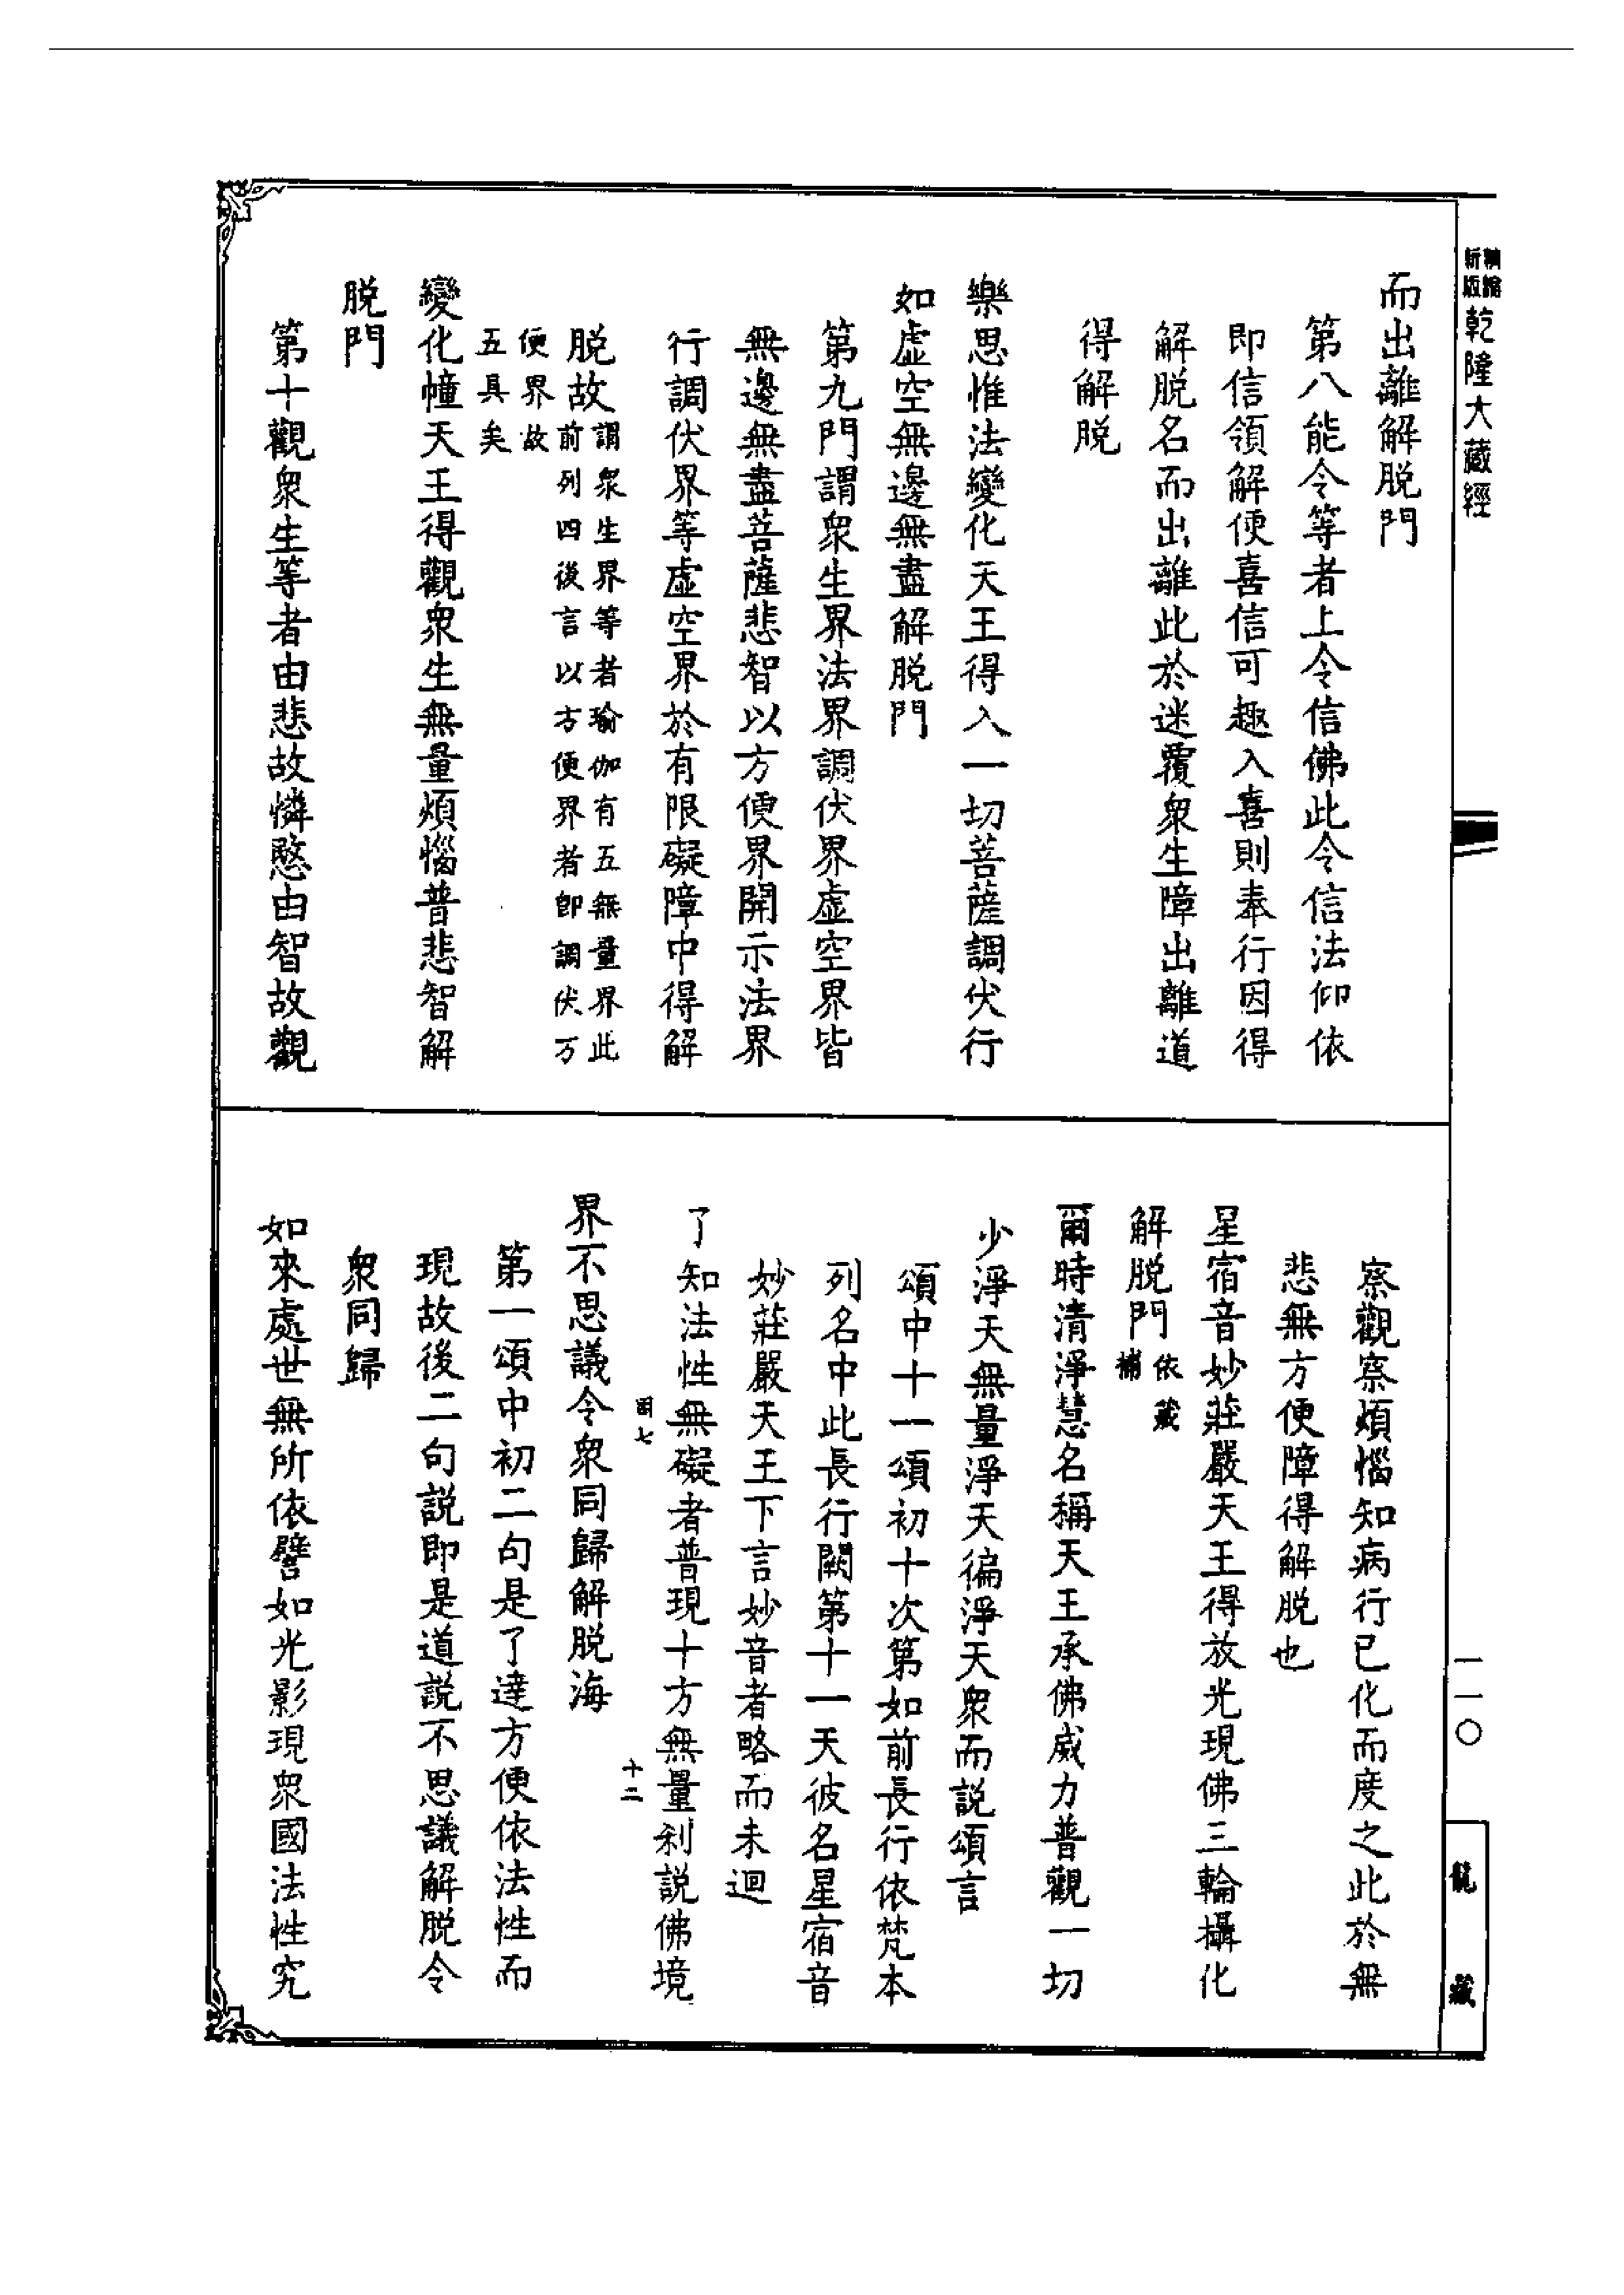 新版精縮乾隆大藏經
而出離解脱門
第八能令等者上令信佛此令信法仰依
即信領解便喜信可趣入喜則奉行因得
解脱名而出離此於迷覆衆生障出離道
得解脱
樂思惟法變化天王得入一切菩薩調伏行
如虛空無邊無盡解脱門
第九門謂衆生界法界調伏界虛空界皆
無邊無盡菩薩悲智以方便界開示法界
行調伏界等虛空界於有限礙障中得解
脱故
謂衆生界等者瑜伽有五無量界此
前列四後言以方便界者卽調伏方
便界故
五具矣
變化幢天王得觀衆生無量煩惱普悲智解
脱門
第十觀衆生等者由悲故憐愍由智故觀
察觀察煩惱知病行已化而度之此於無
悲無方便障得解脱也
星宿音妙莊嚴天王得放光現佛三輪攝化
解脱門
依藏
補
爾時清淨慧名稱天王承佛威力普觀一切
少淨天無量淨天徧淨天衆而説頌言
頌中十一頌初十次第如前長行依梵本
列名中此長行闕第十一天彼名星宿音
妙莊嚴天王下言妙音者略而未迴
了知法性無礙者普現十方無量刹説佛境
十二
界不思議令衆同歸解脱海
第一頌中初二句是了達方便依法性而
現故後二句説即是道説不思議解脱令
衆同歸
如來處世無所依譬如光影現衆國法性究
一一〇
龍藏